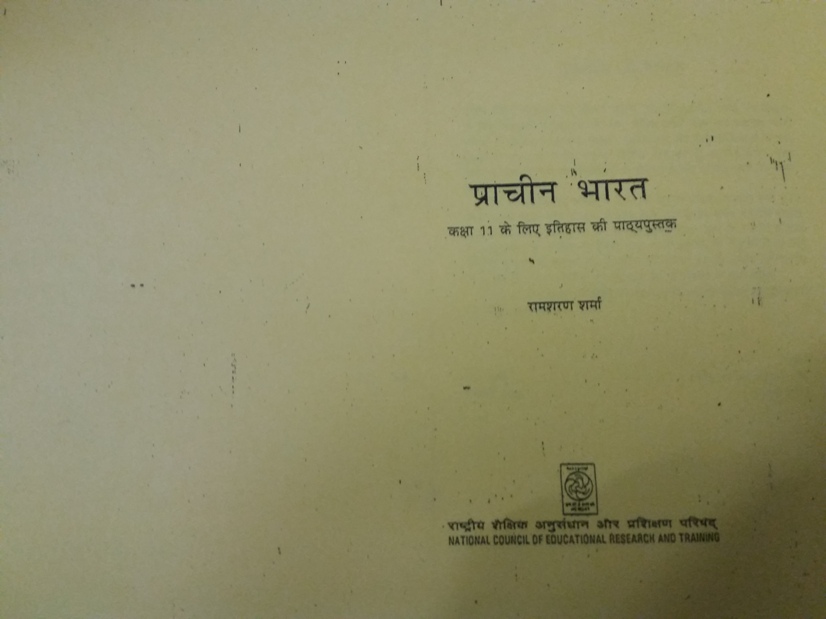 प्राचीन भारत
कक्षा 11 के लिए इतिहास की पाठ्यपुस्तक
रामशरण शर्मा
राष्ट्रीय शैक्षिक अनुसंधान और प्रशिक्षण परिषद्
NATIONAL COUNCIL OF EDUCATIONAL RESEARCH AND TRAINING